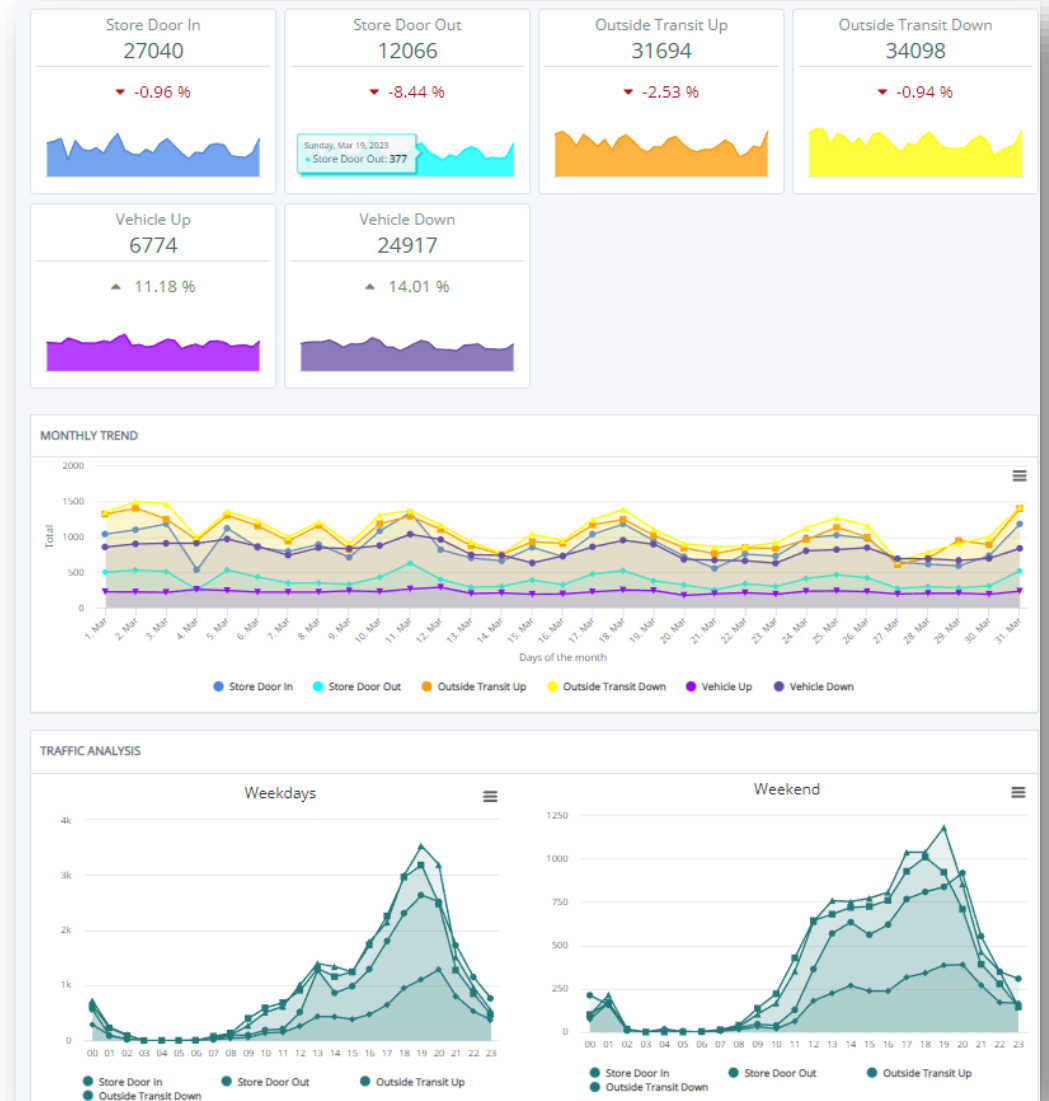 Store Door In
27040
-0.96 %
Store Door Out
12066
-8.44 %
Sunday, Mar 19, 2023
Store Door Out: 377
Outside Transit Up
31694
-2.53 %
Outside Transit Down
34098
-0.94 %
Vehicle Up
6774
11.18 %
Vehicle Down
24917
14.01 %
MONTHLY TREND
2000
1500
1000
500
0
Total
1. Mar 2. Mar 3. Mar 4. Mar 5. Mar 6. Mar 7. Mar 8. Mar 9. Mar 10. Mar 11. Mar 12. Mar 13. Mar 14. Mar 15. Mar 16. Mar 17. Mar 18. Mar 19. Mar 20. Mar 21. Mar 22. Mar 23. Mar 24. Mar 25. Mar 26. Mar 27. Mar 28. Mar 29. Mar 30. Mar 31. Mar
Days of the month
Store Door In Store Door Out Outside Transit Up Outside Transit Down Vehicle Up Vehicle Down
TRAFFIC ANALYSIS
Weekdays
4k
3k
2k
1k
0
00 01 02 03 04 05 06 07 08 09 10 11 12 13 14 15 16 17 18 19 20 21 22 23
Store Door In Store Door Out Outside Transit Up
Outside Transit Down
Weekend
1250
1000
750
500
250
0
00 01 02 03 04 05 06 07 08 09 10 11 12 13 14 15 16 17 18 19 20 21 22 23
Store Door In Store Door Out Outside Transit Up
Outside Transit Down